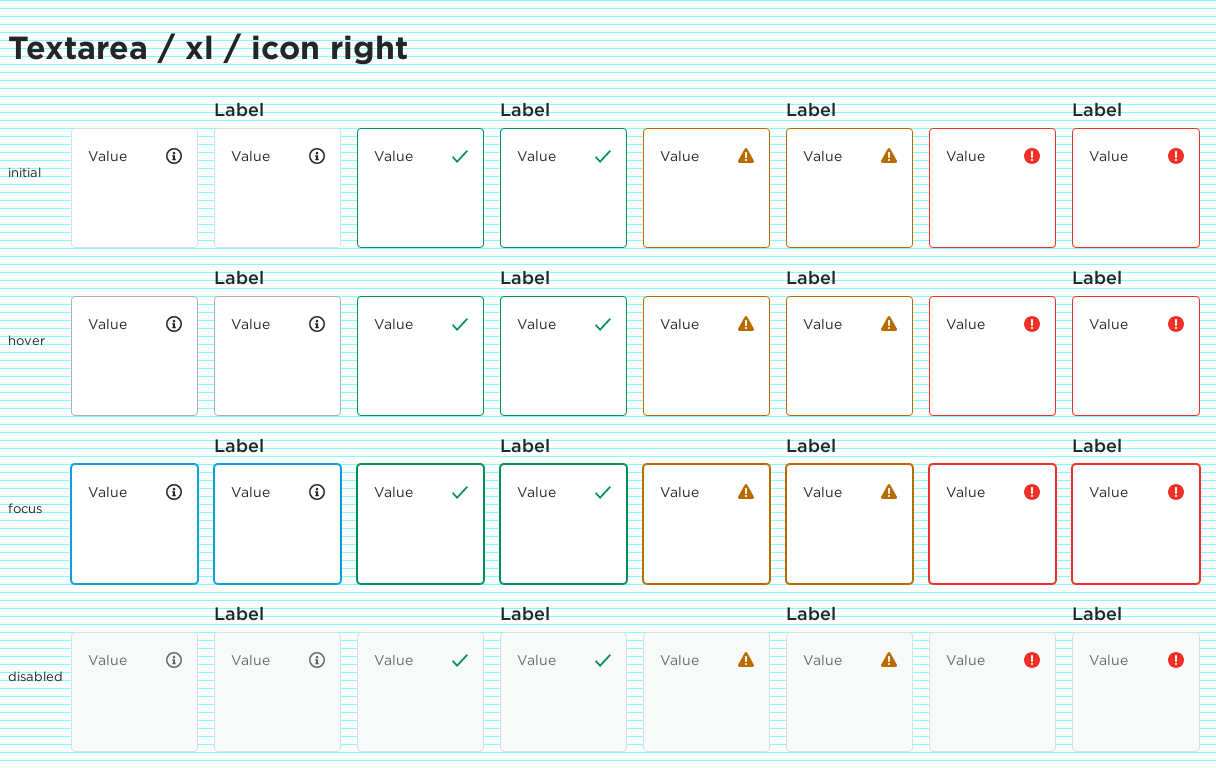 Textarea / xl / icon right
Label Label Label Label
initial Value Value Value Value Value Value Value Value
Label Label Label Label
hover Value Value Value Value Value Value Value Value
Label Label Label Label
focus Value Value Value Value Value Value Value Value
Label Label Label Label
disabled Value Value Value Value Value Value Value Value